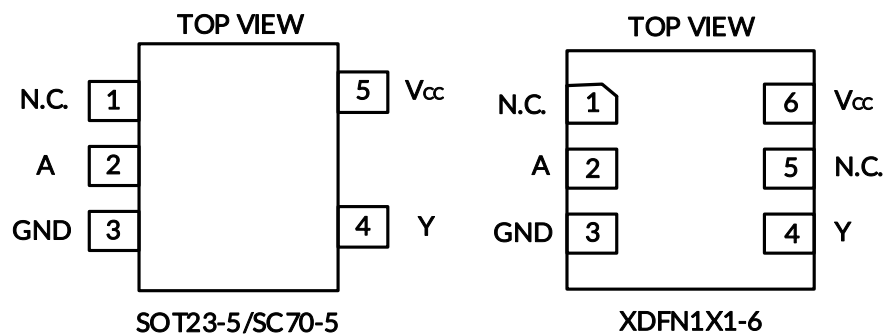 TOP VIEW
N.C. 1
5 Vcc
A 2
GND 3
4 Y
SOT23-5/SC70-5
TOP VIEW
N.C. 1
6 Vcc
A 2
5 N.C.
GND 3
4 Y
XDFN1X1-6